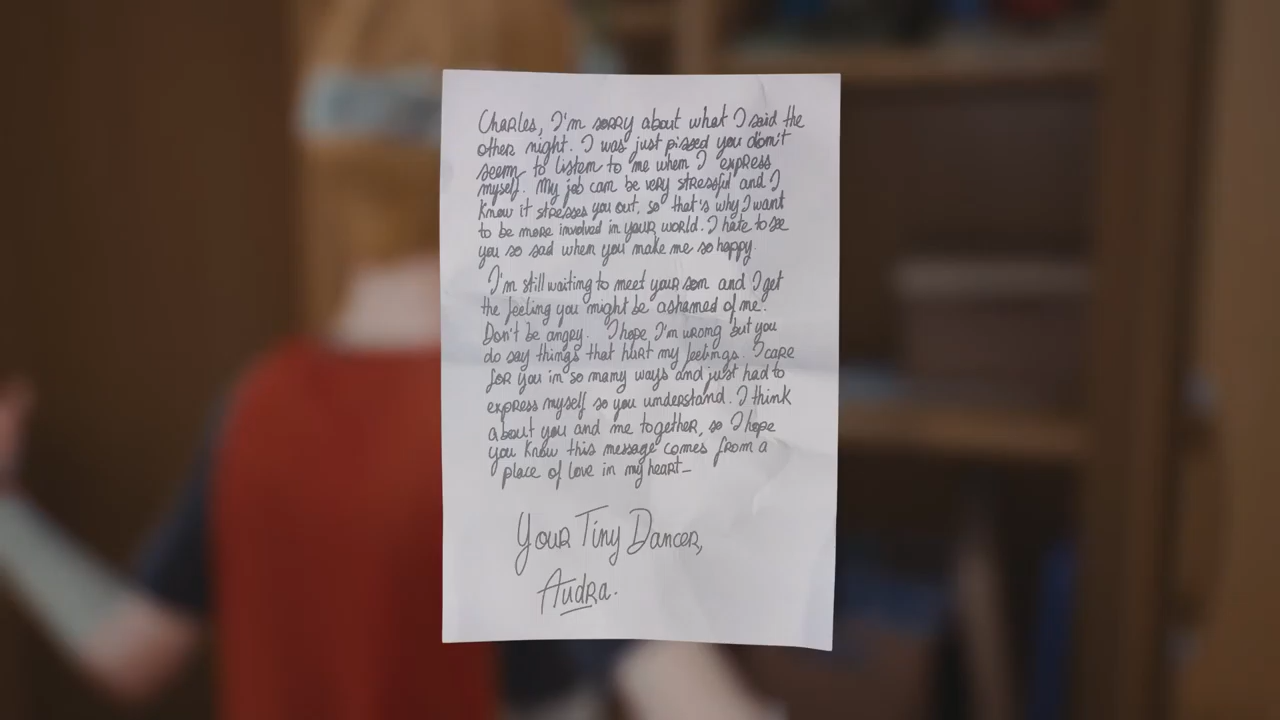 Charles, I'm sorry about what I said the
other night. I was just pissed you don't
seem to listen to me when I express
myself. My job can be very stressful and I
know it stresses you out, so that's why I want
to be more involved in your world. I hate to see
you so sad when you make me so happy.
I'm still waiting to meet your son and I get
the feeling you might be ashamed of me.
Don't be angry. I hope I'm wrong but you
do say things that hurt my feelings. I care
for you in so many ways and just had to
express myself so you understand. I think
about you and me together, so I hope
you know this message comes from a
place of love in my heart_
Your Tiny Dancer,
Audra.